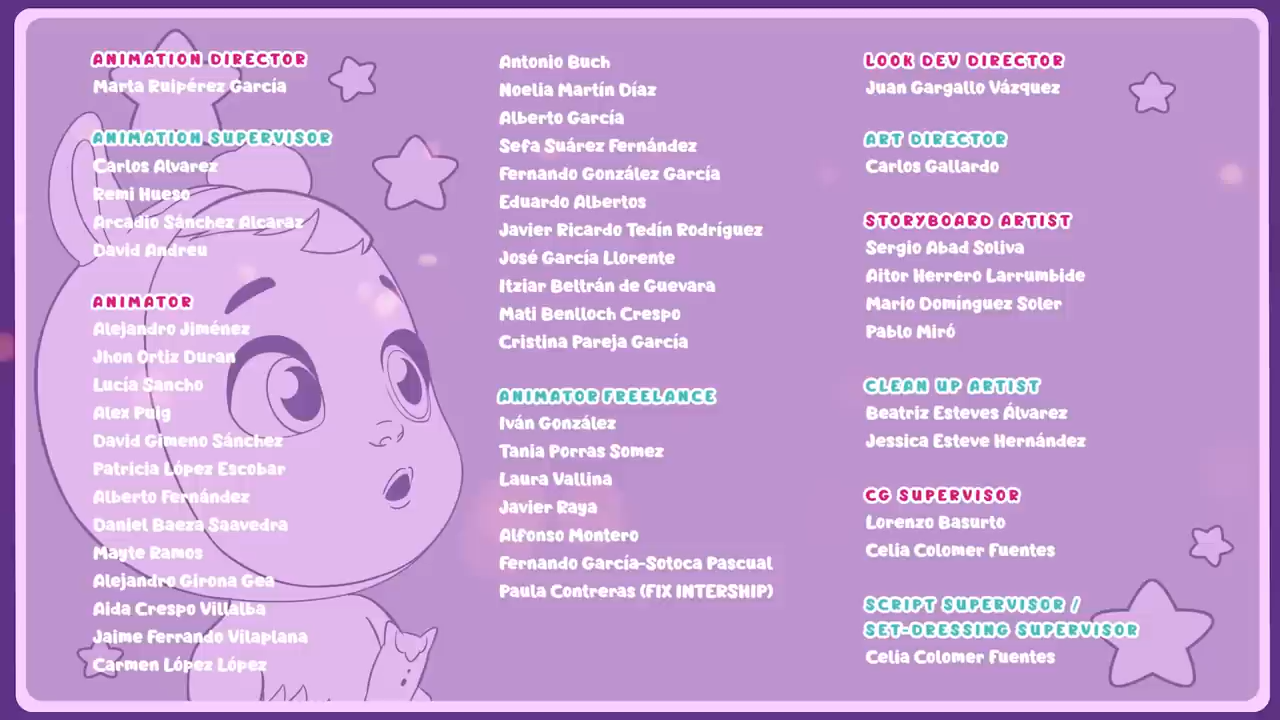 ANIMATION DIRECTOR
Marta Ruipérez García
ANIMATION SUPERVISOR
Carlos Alvarez
Remi Hueso
Arcadio Sánchez Alcaraz
David Andreu
ANIMATOR
Alejandro Jiménez
Jhon Ortiz Duran
Lucía Sancho
Alex Puig
David Gimeno Sánchez
Patricia López Escobar
Alberto Fernández
Daniel Baeza Saavedra
Mayte Ramos
Alejandro Girona Gea
Aida Crespo Villalba
Jaime Ferrando Vilaplana
Carmen López López
Antonio Buch
Noelia Martín Díaz
Alberto García
Sefa Suárez Fernández
Fernando González García
Eduardo Albertos
Javier Ricardo Tedín Rodríguez
José García Llorente
Itziar Beltrán de Guevara
Mati Benlloch Crespo
Cristina Pareja García
ANIMATOR FREELANCE
Iván González
Tania Porras Somez
Laura Vallina
Javier Raya
Alfonso Montero
Fernando García-Sotoca Pascual
Paula Contreras (FIX INTERSHIP)
LOOK DEV DIRECTOR
Juan Gargallo Vázquez
ART DIRECTOR
Carlos Gallardo
STORYBOARD ARTIST
Sergio Abad Soliva
Aitor Herrero Larrumbide
Mario Domínguez Soler
Pablo Miró
CLEAN UP ARTIST
Beatriz Esteves Álvarez
Jessica Esteve Hernández
CG SUPERVISOR
Lorenzo Basurto
Celia Colomer Fuentes
SCRIPT SUPERVISOR /
SET-DRESSING SUPERVISOR
Celia Colomer Fuentes